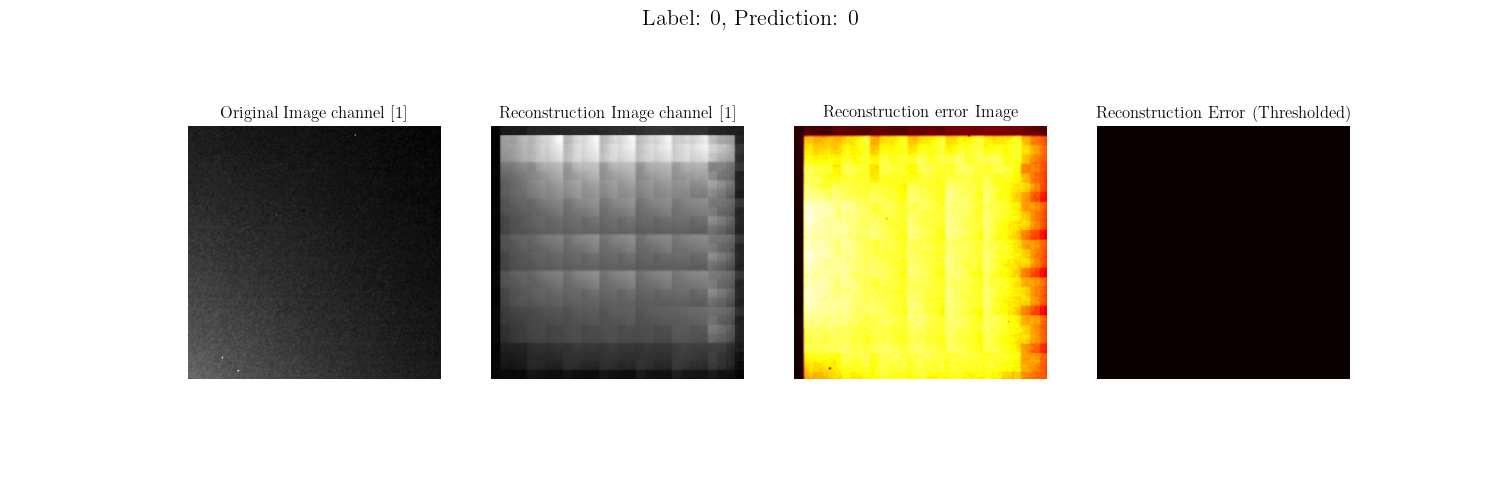 Label: 0, Prediction: 0
Original Image channel [1]
Reconstruction Image channel [1]
Reconstruction error Image
Reconstruction Error (Thresholded)